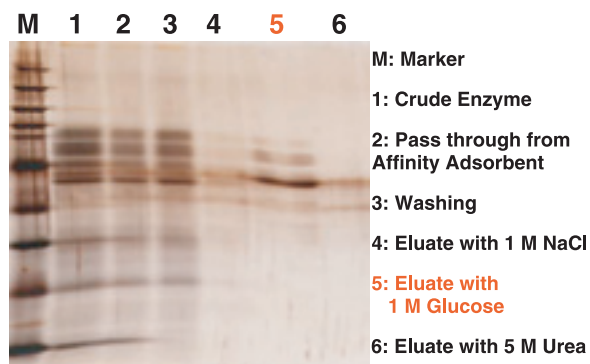 M 1 2 3 4 5 6
M: Marker
1: Crude Enzyme
2: Pass through from
Affinity Adsorbent
3: Washing
4: Eluate with 1 M NaCl
5: Eluate with
1 M Glucose
6: Eluate with 5 M Urea